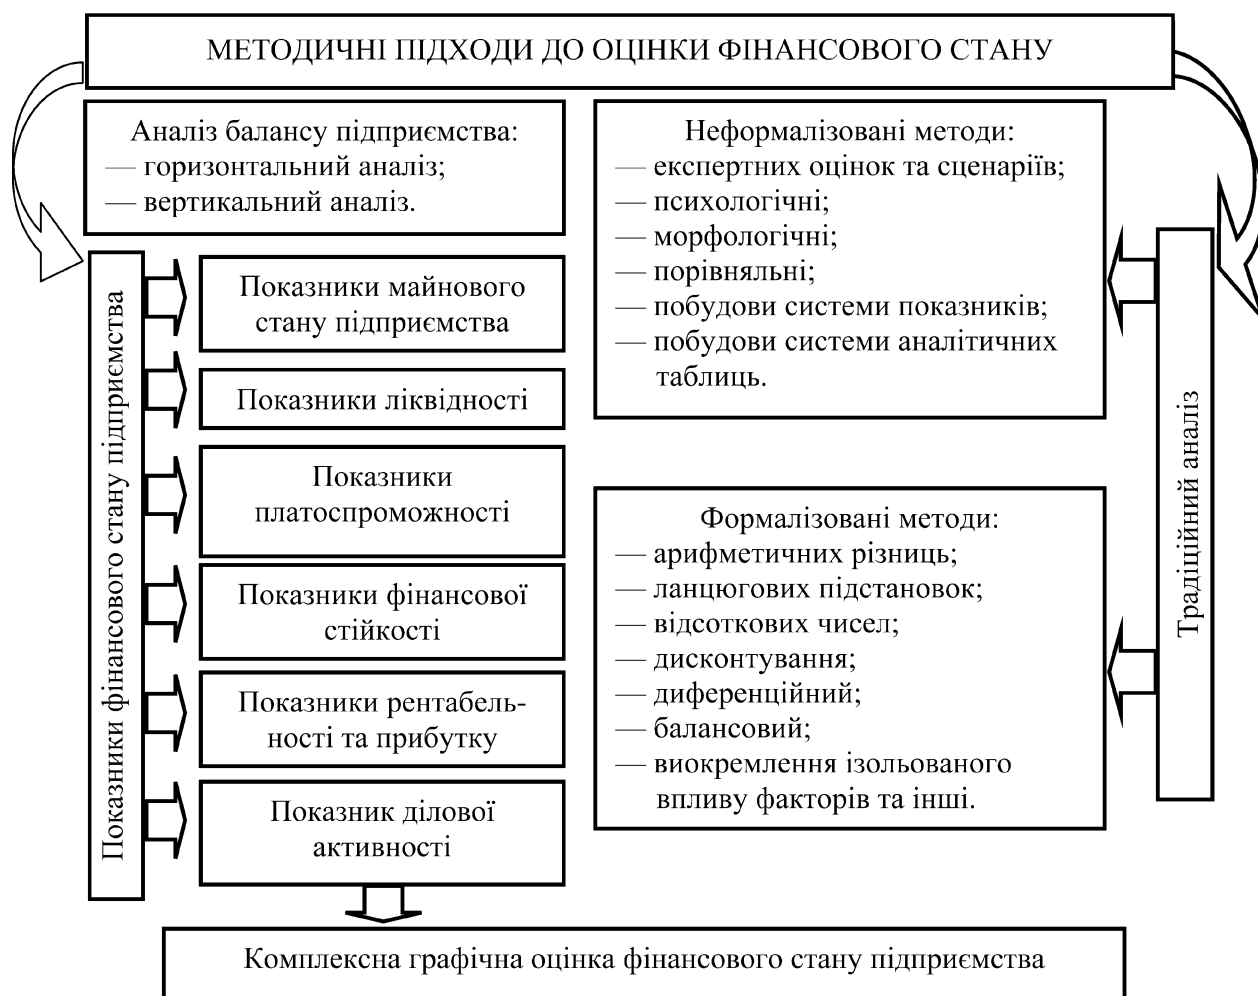 МЕТОДИЧНІ ПІДХОДИ ДО ОЦІНКИ ФІНАНСОВОГО СТАНУ
Аналіз балансу підприємства:
— горизонтальний аналіз;
— вертикальний аналіз.
Показники фінансового стану підприємства
Показники майнового
стану підприємства
Показники ліквідності
Показники
платоспроможності
Показники фінансової
стійкості
Показники рентабель-
ності та прибутку
Показник ділової
активності
Неформалізовані методи:
— експертних оцінок та сценаріїв;
— психологічні;
— морфологічні;
— порівняльні;
— побудови системи показників;
— побудови системи аналітичних
таблиць.
Формалізовані методи:
— арифметичних різниць;
— ланцюгових підстановок;
— відсоткових чисел;
— дисконтування;
— диференційний;
— балансовий;
— виокремлення ізольованого
впливу факторів та інші.
Традіційний аналіз
Комплексна графічна оцінка фінансового стану підприємства